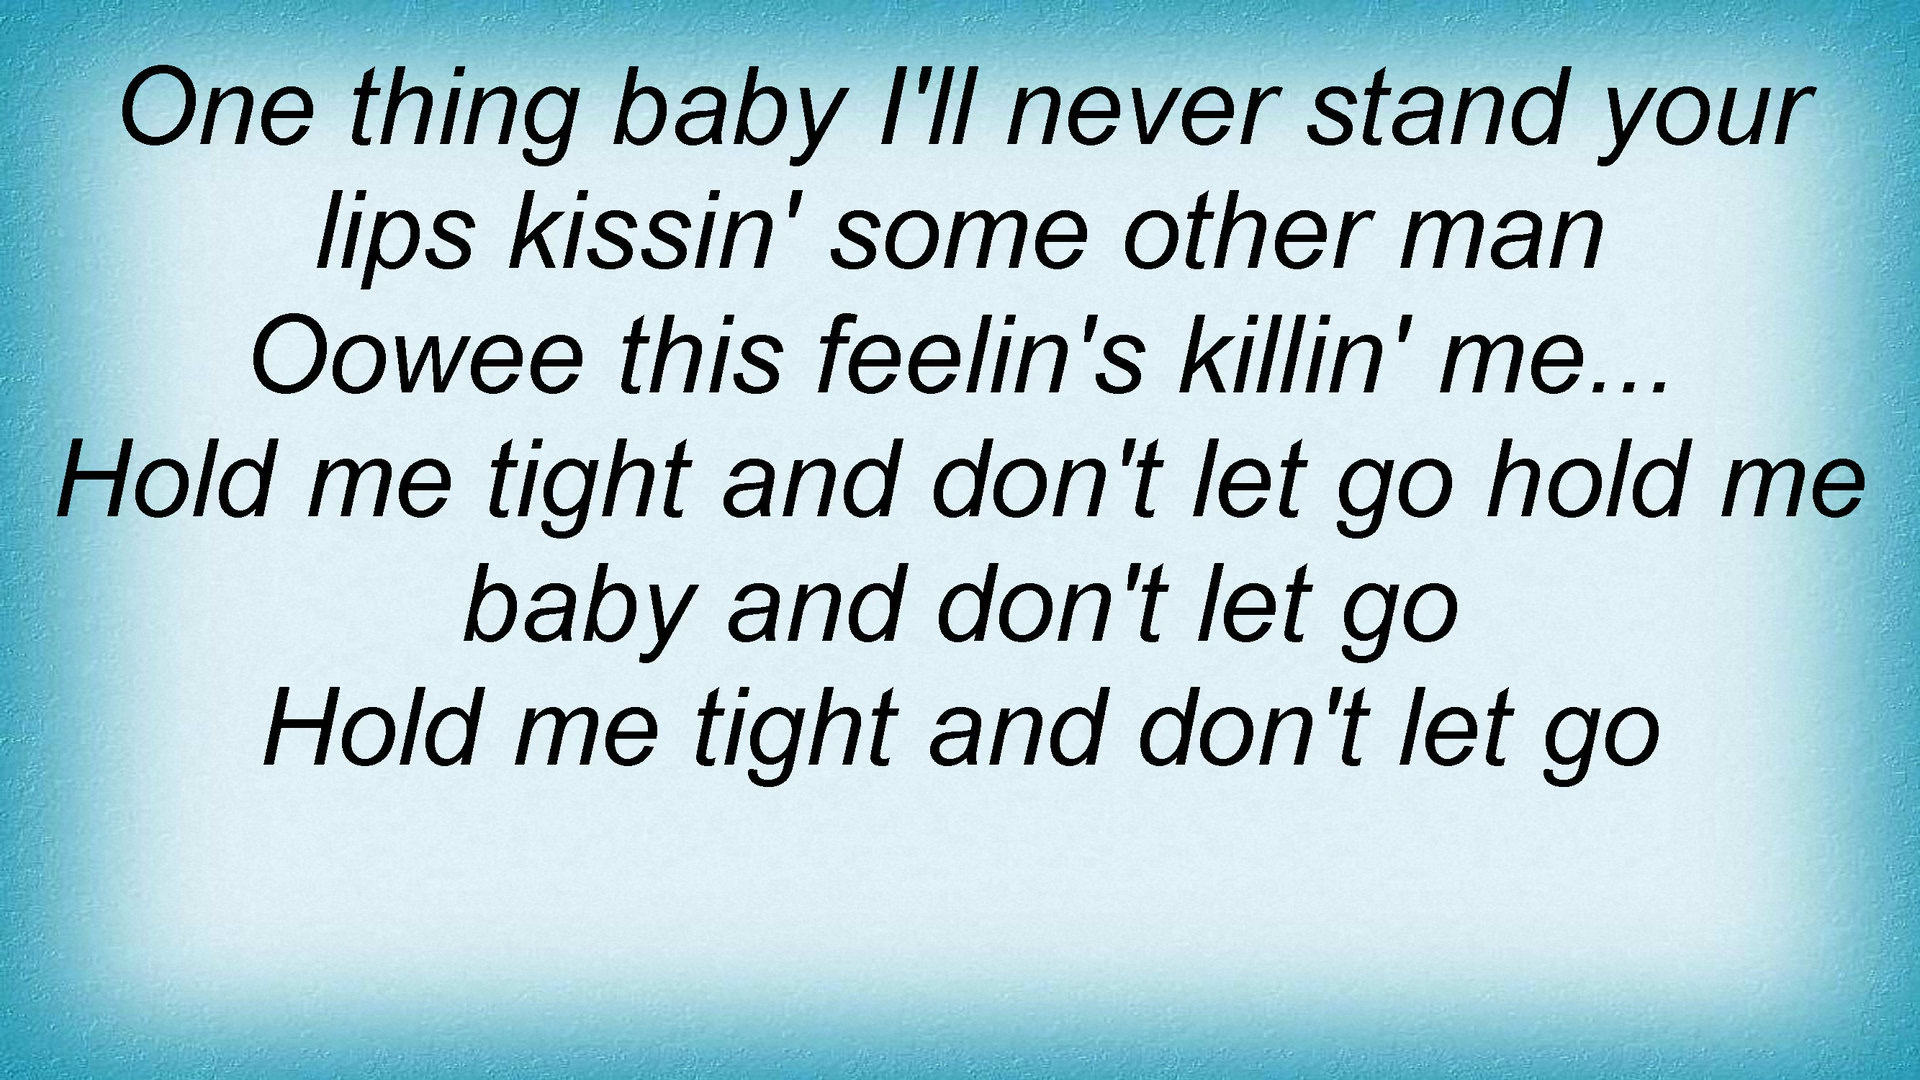 One thing baby I'll never stand your
lips kissin' some other man
Oowee this feelin's killin' me...
Hold me tight and don't let go hold me
baby and don't let go
Hold me tight and don't let go